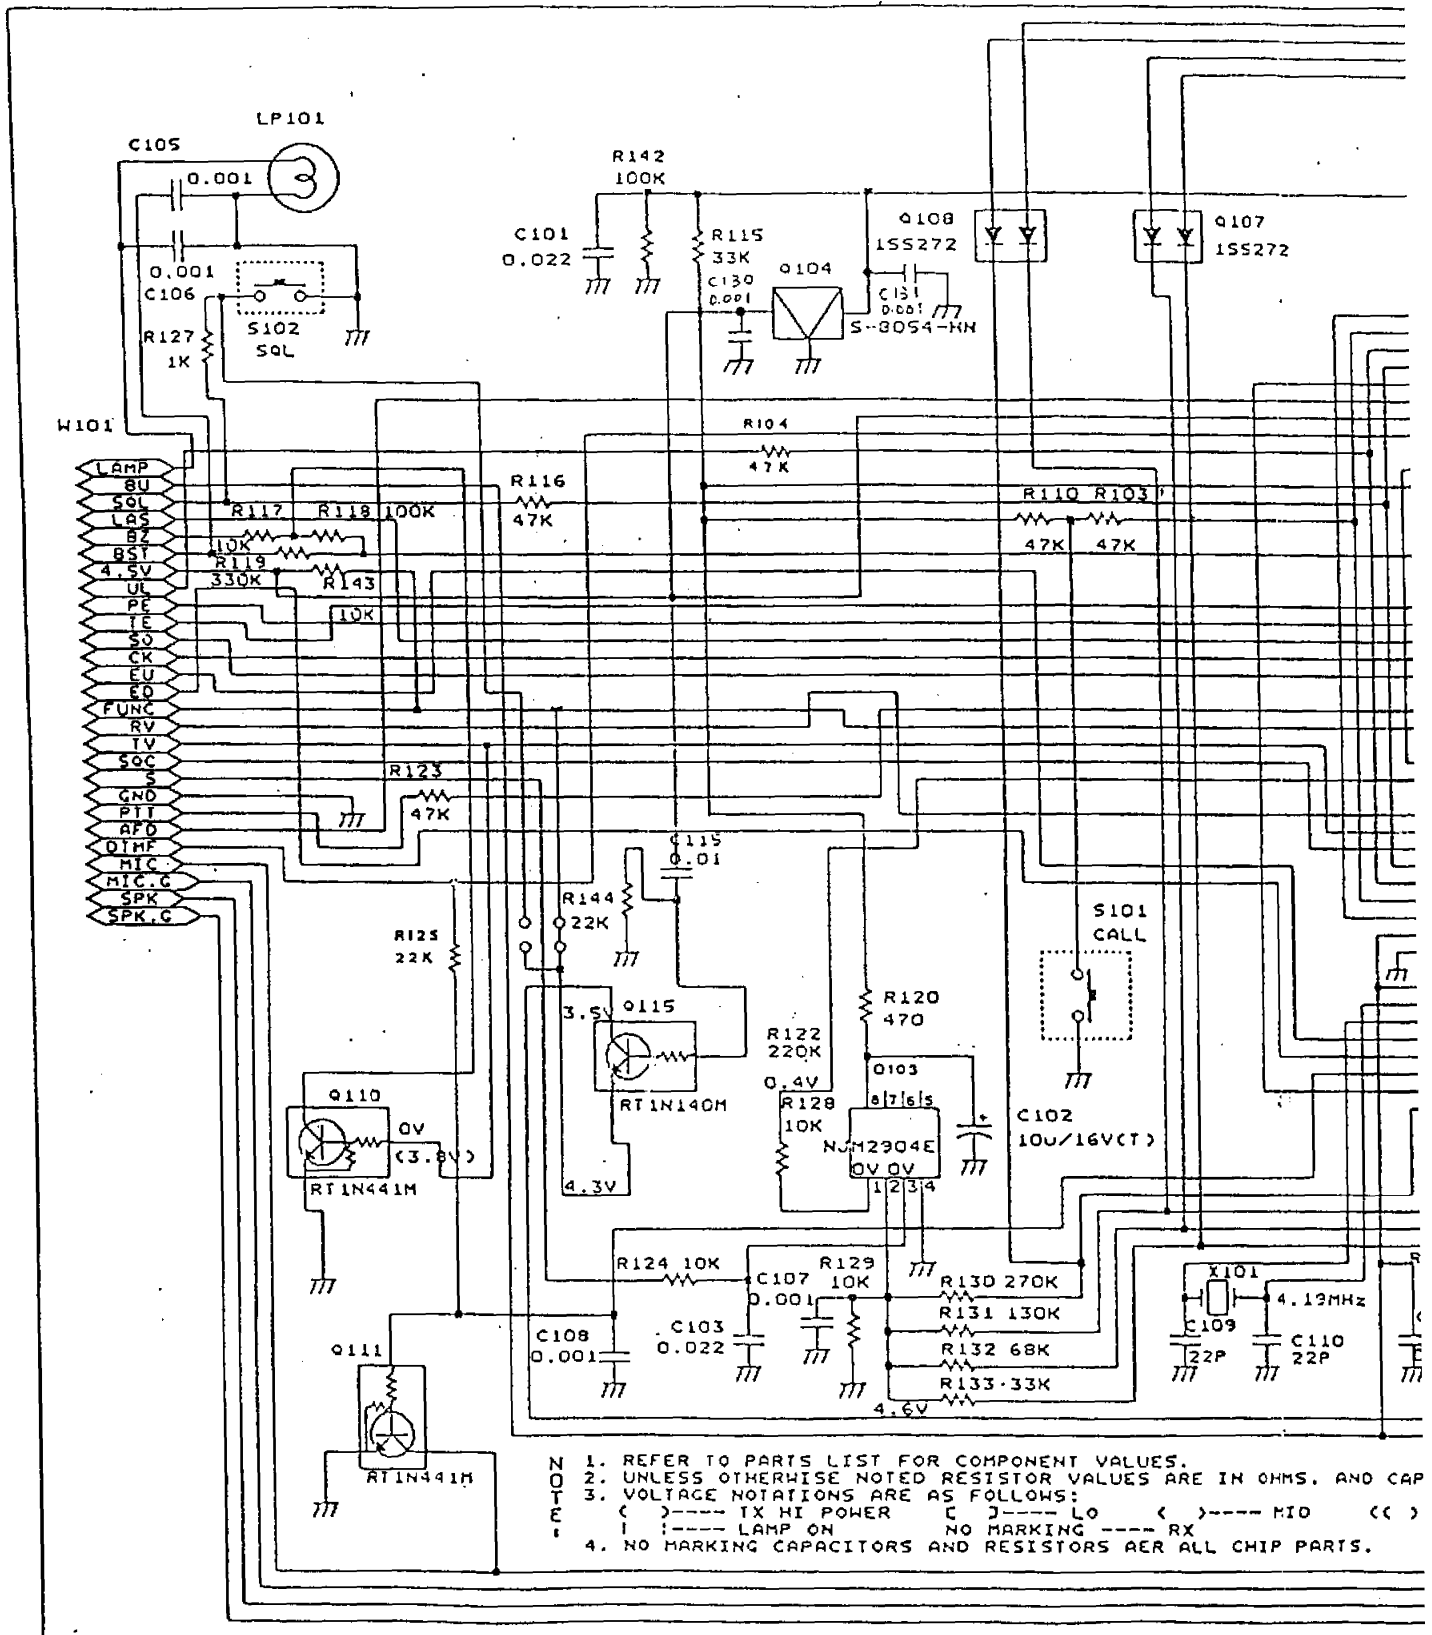 LP101
C105
0.001
R142
100K
C101
0.022
R115
33K
Q108
1SS272
Q107
1SS272
0.001
C106
C130
0.001
Q104
C131
0.001
S-8054-HN
R127
1K
S102
SQL
W101
R104
47K
LAMP
8U
SQL
LAS
BZ
BST
4.5V
UL
PE
TE
SO
CK
EU
ED
FUNC
RV
TV
SQC
S
GND
PTT
AFO
DTMF
MIC
MIC.G
SPK
SPK.G
R116
47K
R117
R118 100K
10K
R119
330K
R143
10K
R110 R103
47K 47K
R123
47K
C115
0.01
R144
22K
R125
22K
S101
CALL
3.5V
Q115
RT1N140M
4.3V
R120
470
R122
220K
0.4V
R128
10K
Q103
8 7 6 5
NJM2904E
0V 0V
1 2 3 4
C102
10u/16V(T)
+
Q110
0V
(3.8V)
RT1N441M
R124 10K
C107
0.001
R129
10K
R130 270K
R131 130K
R132 68K
R133 33K
4.6V
C108
0.001
C103
0.022
X101
4.19MHz
C109
22P
C110
22P
Q111
RT1N441M
NOTE:
1. REFER TO PARTS LIST FOR COMPONENT VALUES.
2. UNLESS OTHERWISE NOTED RESISTOR VALUES ARE IN OHMS. AND CAP
3. VOLTAGE NOTATIONS ARE AS FOLLOWS:
( )---- TX HI POWER [ ]---- LO < >---- MID (( )
| |---- LAMP ON NO MARKING ---- RX
4. NO MARKING CAPACITORS AND RESISTORS AER ALL CHIP PARTS.